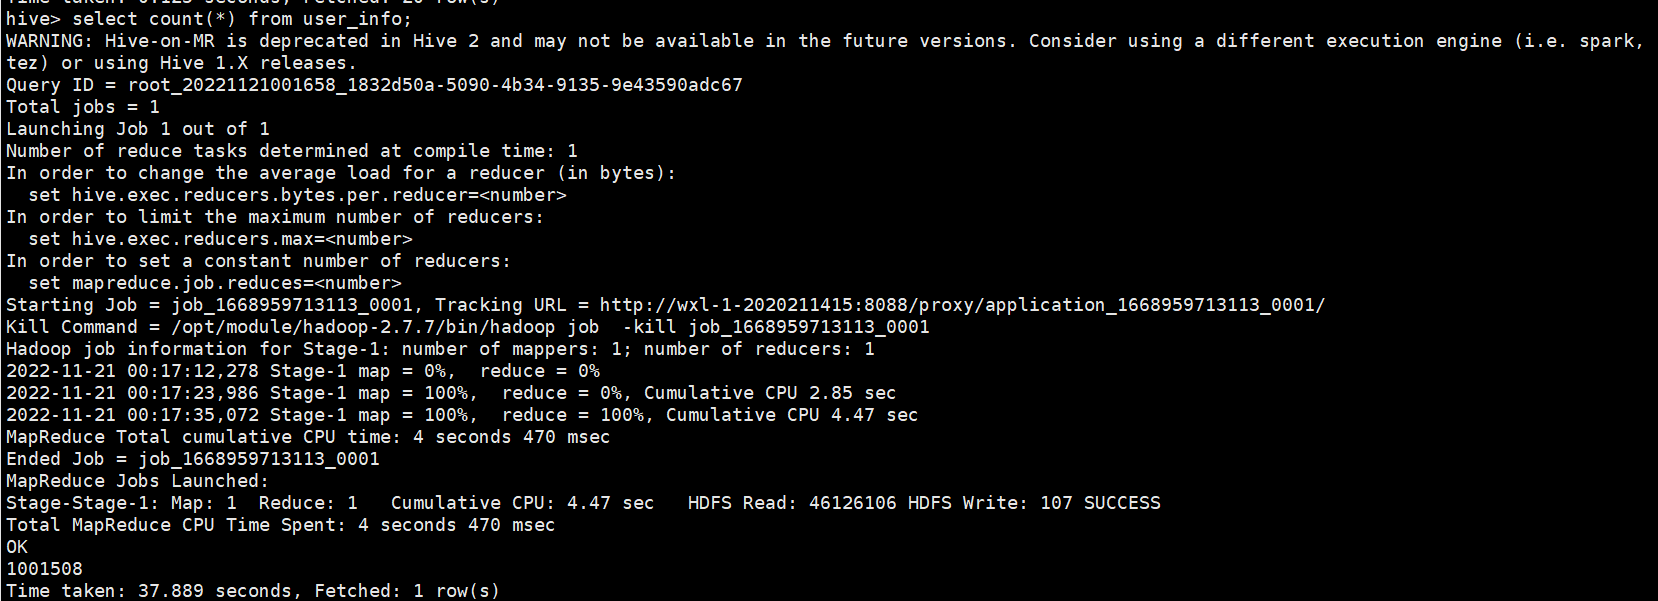 Time taken: 0.125 seconds, Fetched: 20 row(s)
hive> select count(*) from user_info;
WARNING: Hive-on-MR is deprecated in Hive 2 and may not be available in the future versions. Consider using a different execution engine (i.e. spark,
tez) or using Hive 1.X releases.
Query ID = root_20221121001658_1832d50a-5090-4b34-9135-9e43590adc67
Total jobs = 1
Launching Job 1 out of 1
Number of reduce tasks determined at compile time: 1
In order to change the average load for a reducer (in bytes):
  set hive.exec.reducers.bytes.per.reducer=<number>
In order to limit the maximum number of reducers:
  set hive.exec.reducers.max=<number>
In order to set a constant number of reducers:
  set mapreduce.job.reduces=<number>
Starting Job = job_1668959713113_0001, Tracking URL = http://wxl-1-2020211415:8088/proxy/application_1668959713113_0001/
Kill Command = /opt/module/hadoop-2.7.7/bin/hadoop job  -kill job_1668959713113_0001
Hadoop job information for Stage-1: number of mappers: 1; number of reducers: 1
2022-11-21 00:17:12,278 Stage-1 map = 0%,  reduce = 0%
2022-11-21 00:17:23,986 Stage-1 map = 100%,  reduce = 0%, Cumulative CPU 2.85 sec
2022-11-21 00:17:35,072 Stage-1 map = 100%,  reduce = 100%, Cumulative CPU 4.47 sec
MapReduce Total cumulative CPU time: 4 seconds 470 msec
Ended Job = job_1668959713113_0001
MapReduce Jobs Launched:
Stage-Stage-1: Map: 1  Reduce: 1   Cumulative CPU: 4.47 sec   HDFS Read: 46126106 HDFS Write: 107 SUCCESS
Total MapReduce CPU Time Spent: 4 seconds 470 msec
OK
1001508
Time taken: 37.889 seconds, Fetched: 1 row(s)